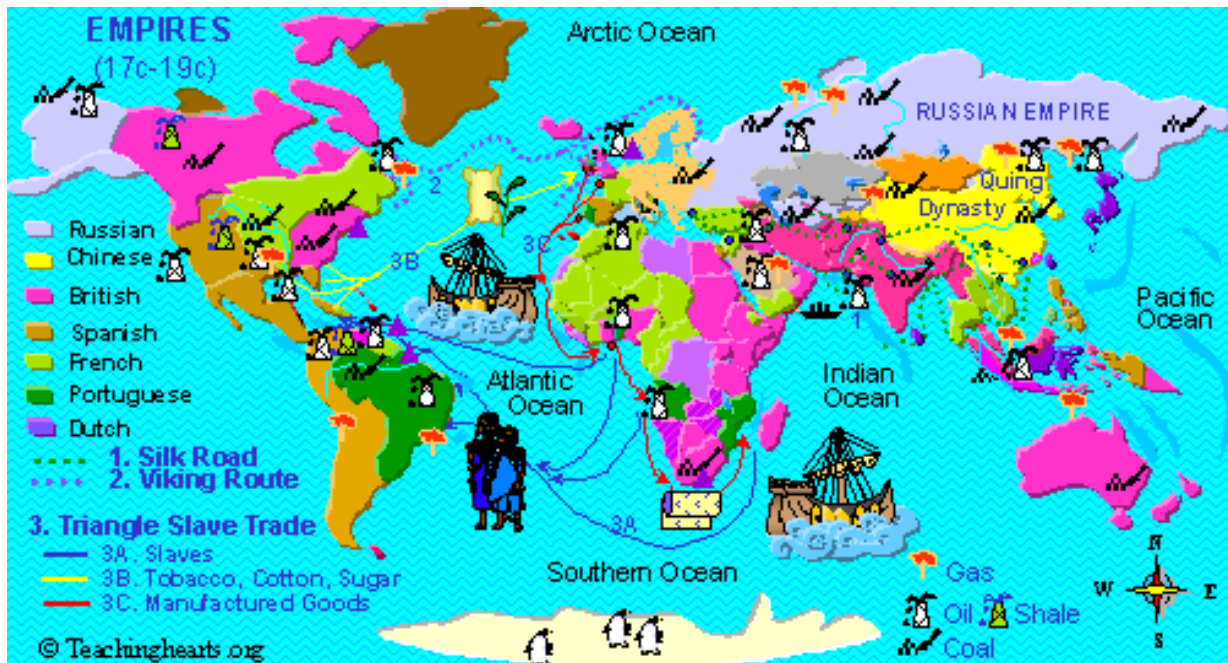 EMPIRES
(17c-19c)
Arctic Ocean
RUSSIAN EMPIRE
Quing
Dynasty
2
3C
3B
1
Russian
Chinese
British
Spanish
French
Portuguese
Dutch
1. Silk Road
2. Viking Route
3. Triangle Slave Trade
3A. Slaves
3B. Tobacco, Cotton, Sugar
3C. Manufactured Goods
Atlantic
Ocean
Indian
Ocean
Pacific
Ocean
3A
Southern Ocean
Gas
Oil
Shale
Coal
N
W
E
S
© Teachinghearts.org